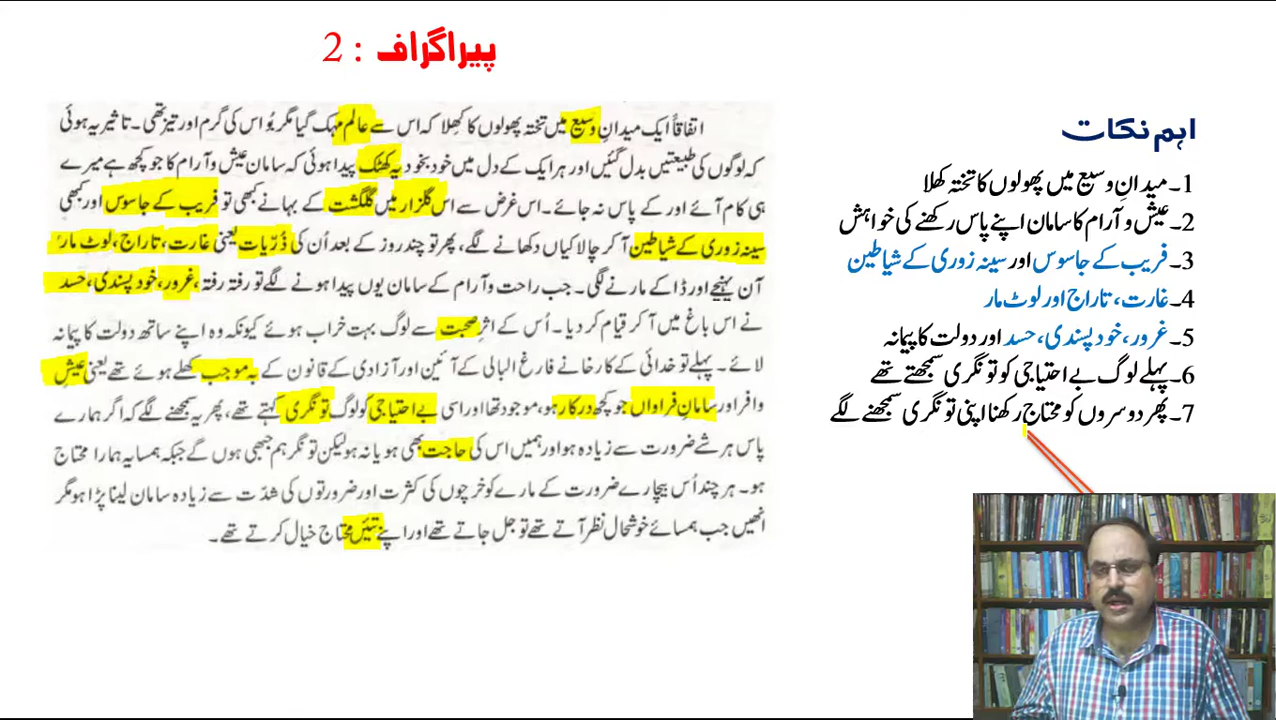 پیراگراف : 2
اتفاقاً ایک میدانِ وسیع میں تختہ پھولوں کا کھِلا کہ اس سے عالم مہک گیا مگر بُو اس کی گرم اور تیز تھی۔ تاثیر یہ ہوئی
کہ لوگوں کی طبیعتیں بدل گئیں اور ہر ایک کے دل میں خود بخود یہ کھٹک پیدا ہوئی کہ سامان عیش و آرام کا جو کچھ ہے میرے
ہی کام آئے اور کے پاس نہ جائے۔ اس غرض سے اس گلزار میں گلگشت کے بہانے کبھی تو فریب کے جاسوس اور کبھی
سینہ زوری کے شیاطین آ کر چالاکیاں دکھانے لگے، پھر تو چند روز کے بعد اُن کی ذُرّیات یعنی غارت، تاراج، لوٹ مار
آن پہنچے اور ڈاکے مارنے لگی۔ جب راحت و آرام کے سامان یوں پیدا ہونے لگے تو رفتہ رفتہ، غرور، خود پسندی، حسد
نے اس باغ میں آ کر قیام کر دیا۔ اُس کے اثرِ صحبت سے لوگ بہت خراب ہوئے کیونکہ وہ اپنے ساتھ دولت کا پیمانہ
لائے۔ پہلے تو خدائی کے کارخانے فارغ البالی کے آئین اور آزادی کے قانون کے بہ موجب کھلے ہوئے تھے یعنی عیشِ
وافر اور سامانِ فراواں جو کچھ درکار ہو، موجود تھا اور اسی بے احتیاجی کو لوگ تونگری کہتے تھے، پھر یہ سمجھنے لگے کہ اگر ہمارے
پاس ہر شے ضرورت سے زیادہ ہو اور ہمیں اس کی حاجت بھی ہو یا نہ ہو لیکن تونگر ہم جبھی ہوں گے جبکہ ہمسایہ ہمارا محتاج
ہو۔ ہر چند اُس بیچارے ضرورت کے مارے کو خرچوں کی کثرت اور ضرورتوں کی شدّت سے زیادہ سامان لینا پڑا ہو مگر
انھیں جب ہمسائے خوشحال نظر آتے تھے تو جل جاتے تھے اور اپنے تئیں محتاج خیال کرتے تھے۔
اہم نکات
1۔ میدانِ وسیع میں پھولوں کا تختہ کھلا
2۔ عیش و آرام کا سامان اپنے پاس رکھنے کی خواہش
3۔ فریب کے جاسوس اور سینہ زوری کے شیاطین
4۔ غارت، تاراج اور لوٹ مار
5۔ غرور، خود پسندی، حسد اور دولت کا پیمانہ
6۔ پہلے لوگ بے احتیاجی کو تونگری سمجھتے تھے
7۔ پھر دوسروں کو محتاج رکھنا اپنی تونگری سمجھنے لگے